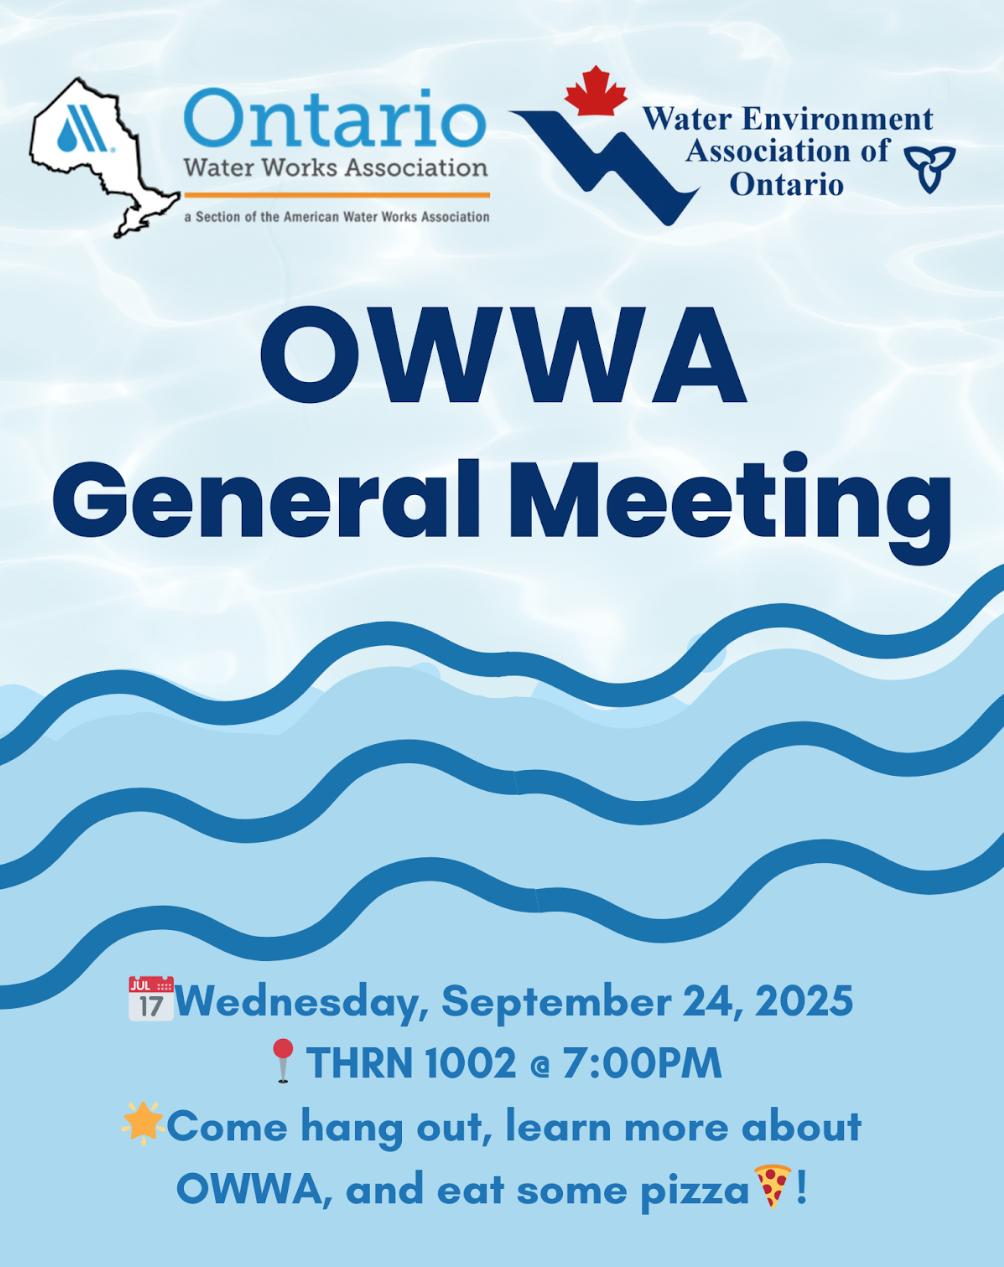 Ontario
Water Works Association
a Section of the American Water Works Association
Water Environment
Association of
Ontario
OWWA
General Meeting
📅Wednesday, September 24, 2025
📍THRN 1002 @ 7:00PM
🌟Come hang out, learn more about
OWWA, and eat some pizza🍕!